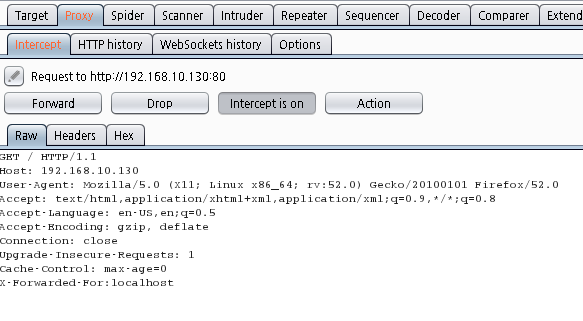 Target Proxy Spider Scanner Intruder Repeater Sequencer Decoder Comparer Extend
Intercept HTTP history WebSockets history Options
Request to http://192.168.10.130:80
Forward Drop Intercept is on Action
Raw Headers Hex
GET / HTTP/1.1
Host: 192.168.10.130
User-Agent: Mozilla/5.0 (X11; Linux x86_64; rv:52.0) Gecko/20100101 Firefox/52.0
Accept: text/html,application/xhtml+xml,application/xml;q=0.9,*/*;q=0.8
Accept-Language: en-US,en;q=0.5
Accept-Encoding: gzip, deflate
Connection: close
Upgrade-Insecure-Requests: 1
Cache-Control: max-age=0
X-Forwarded-For:localhost